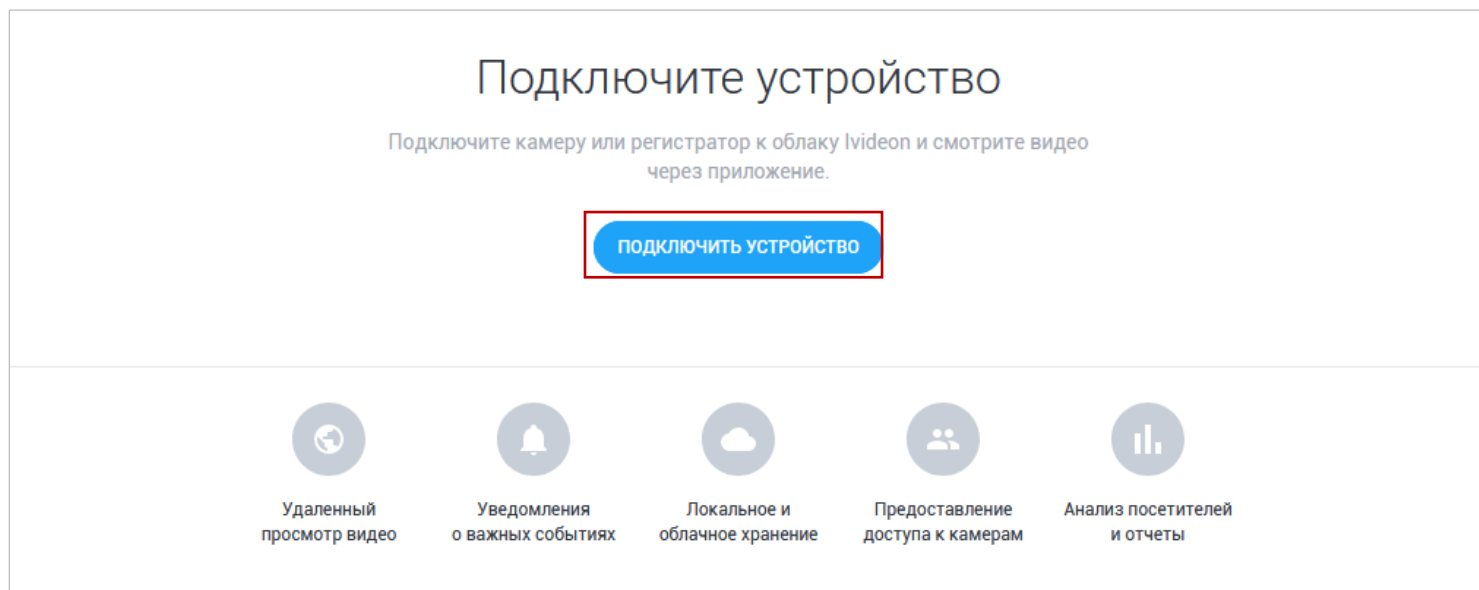 Подключите устройство
Подключите камеру или регистратор к облаку Ivideon и смотрите видео
через приложение.
ПОДКЛЮЧИТЬ УСТРОЙСТВО
Удаленный
просмотр видео
Уведомления
о важных событиях
Локальное и
облачное хранение
Предоставление
доступа к камерам
Анализ посетителей
и отчеты